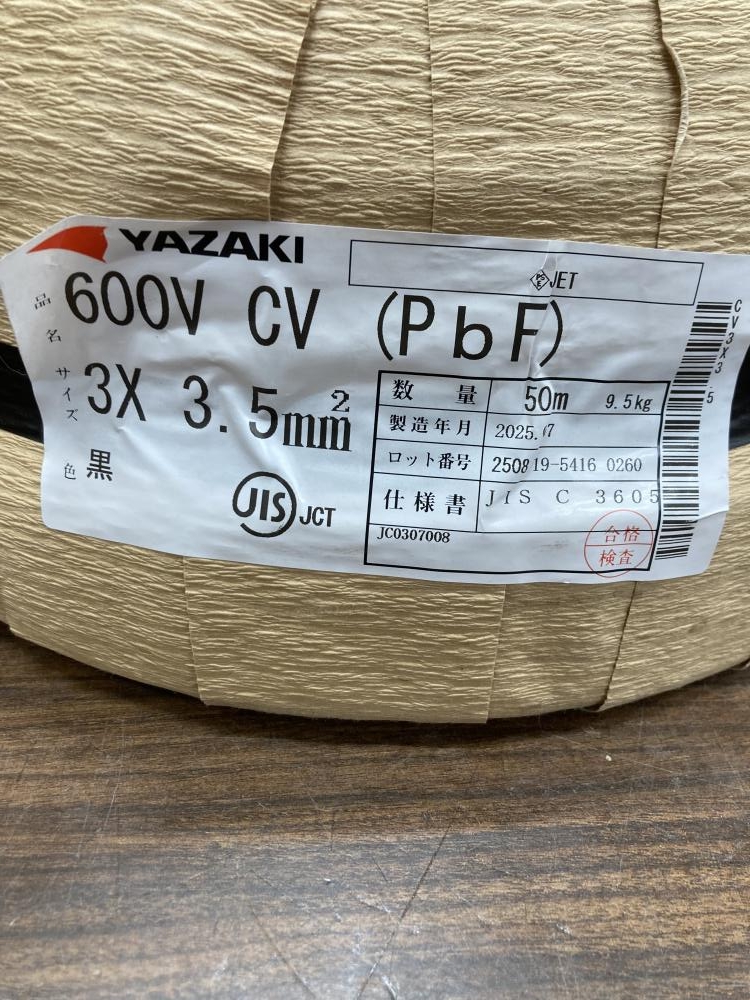 YAZAKI
PS E JET
品名 600V CV (PbF)
サイズ 3X 3.5mm2
色 黒
JIS JCT
数 量 50m 9.5kg
製造年月 2025.07
ロット番号 250819-5416 0260
仕様書 JIS C 3605
JC0307008
合格
検査
CV3X3.5